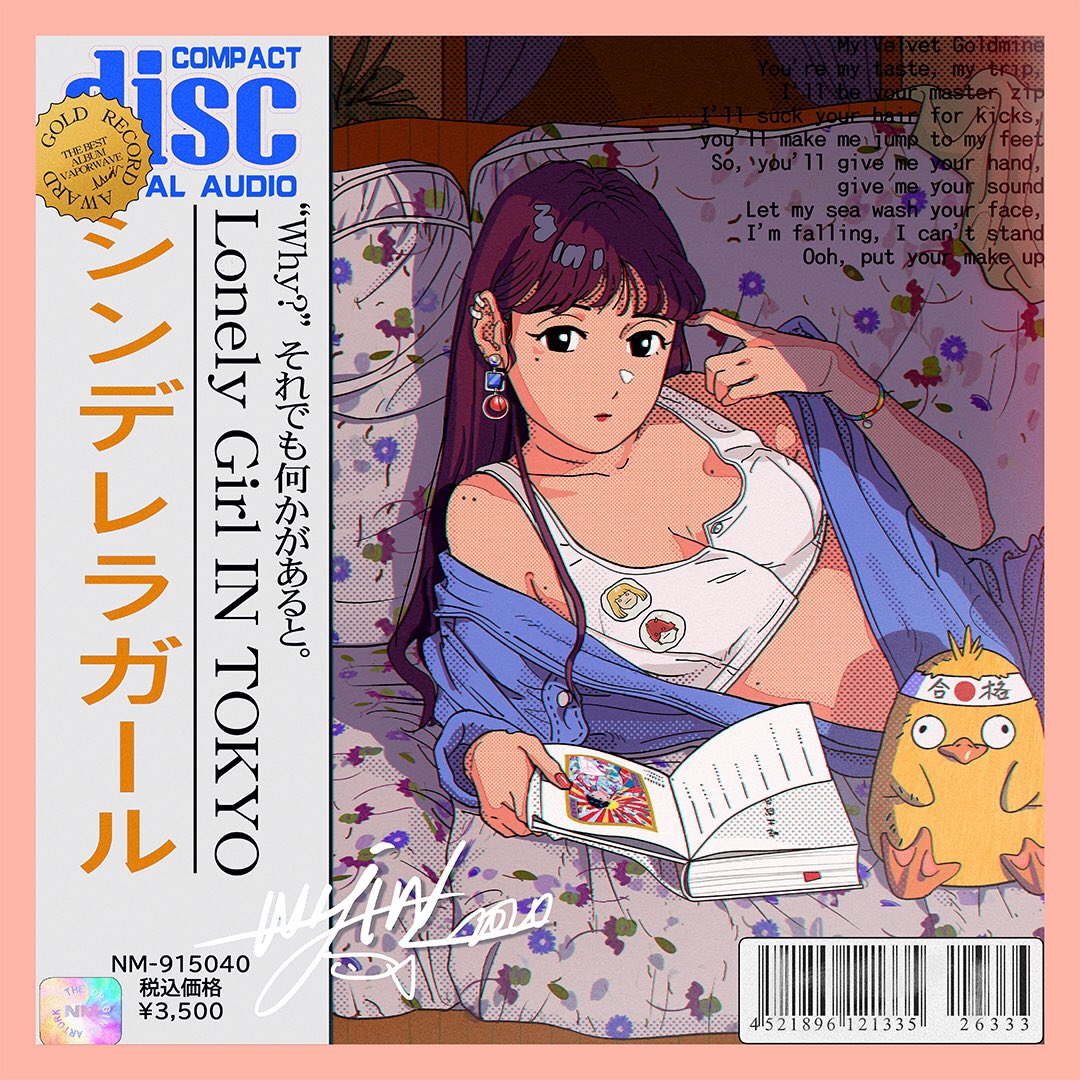 COMPACT
disc
AL AUDIO
GOLD RECORD
AWARD
THE BEST
ALBUM
VAPORWAVE
シンデレラガール
Lonely Girl IN TOKYO
“Why?” それでも何かがあると。
My Velvet Goldmine
You're my taste, my trip,
I'll be your master zip
I'll suck your hair for kicks,
you'll make me jump to my feet
So, you'll give me your hand,
give me your sound
Let my sea wash your face,
I'm falling, I can't stand
Ooh, put your make up
合格
NM-915040
税込価格
¥3,500
NM
4521896 121335
26333